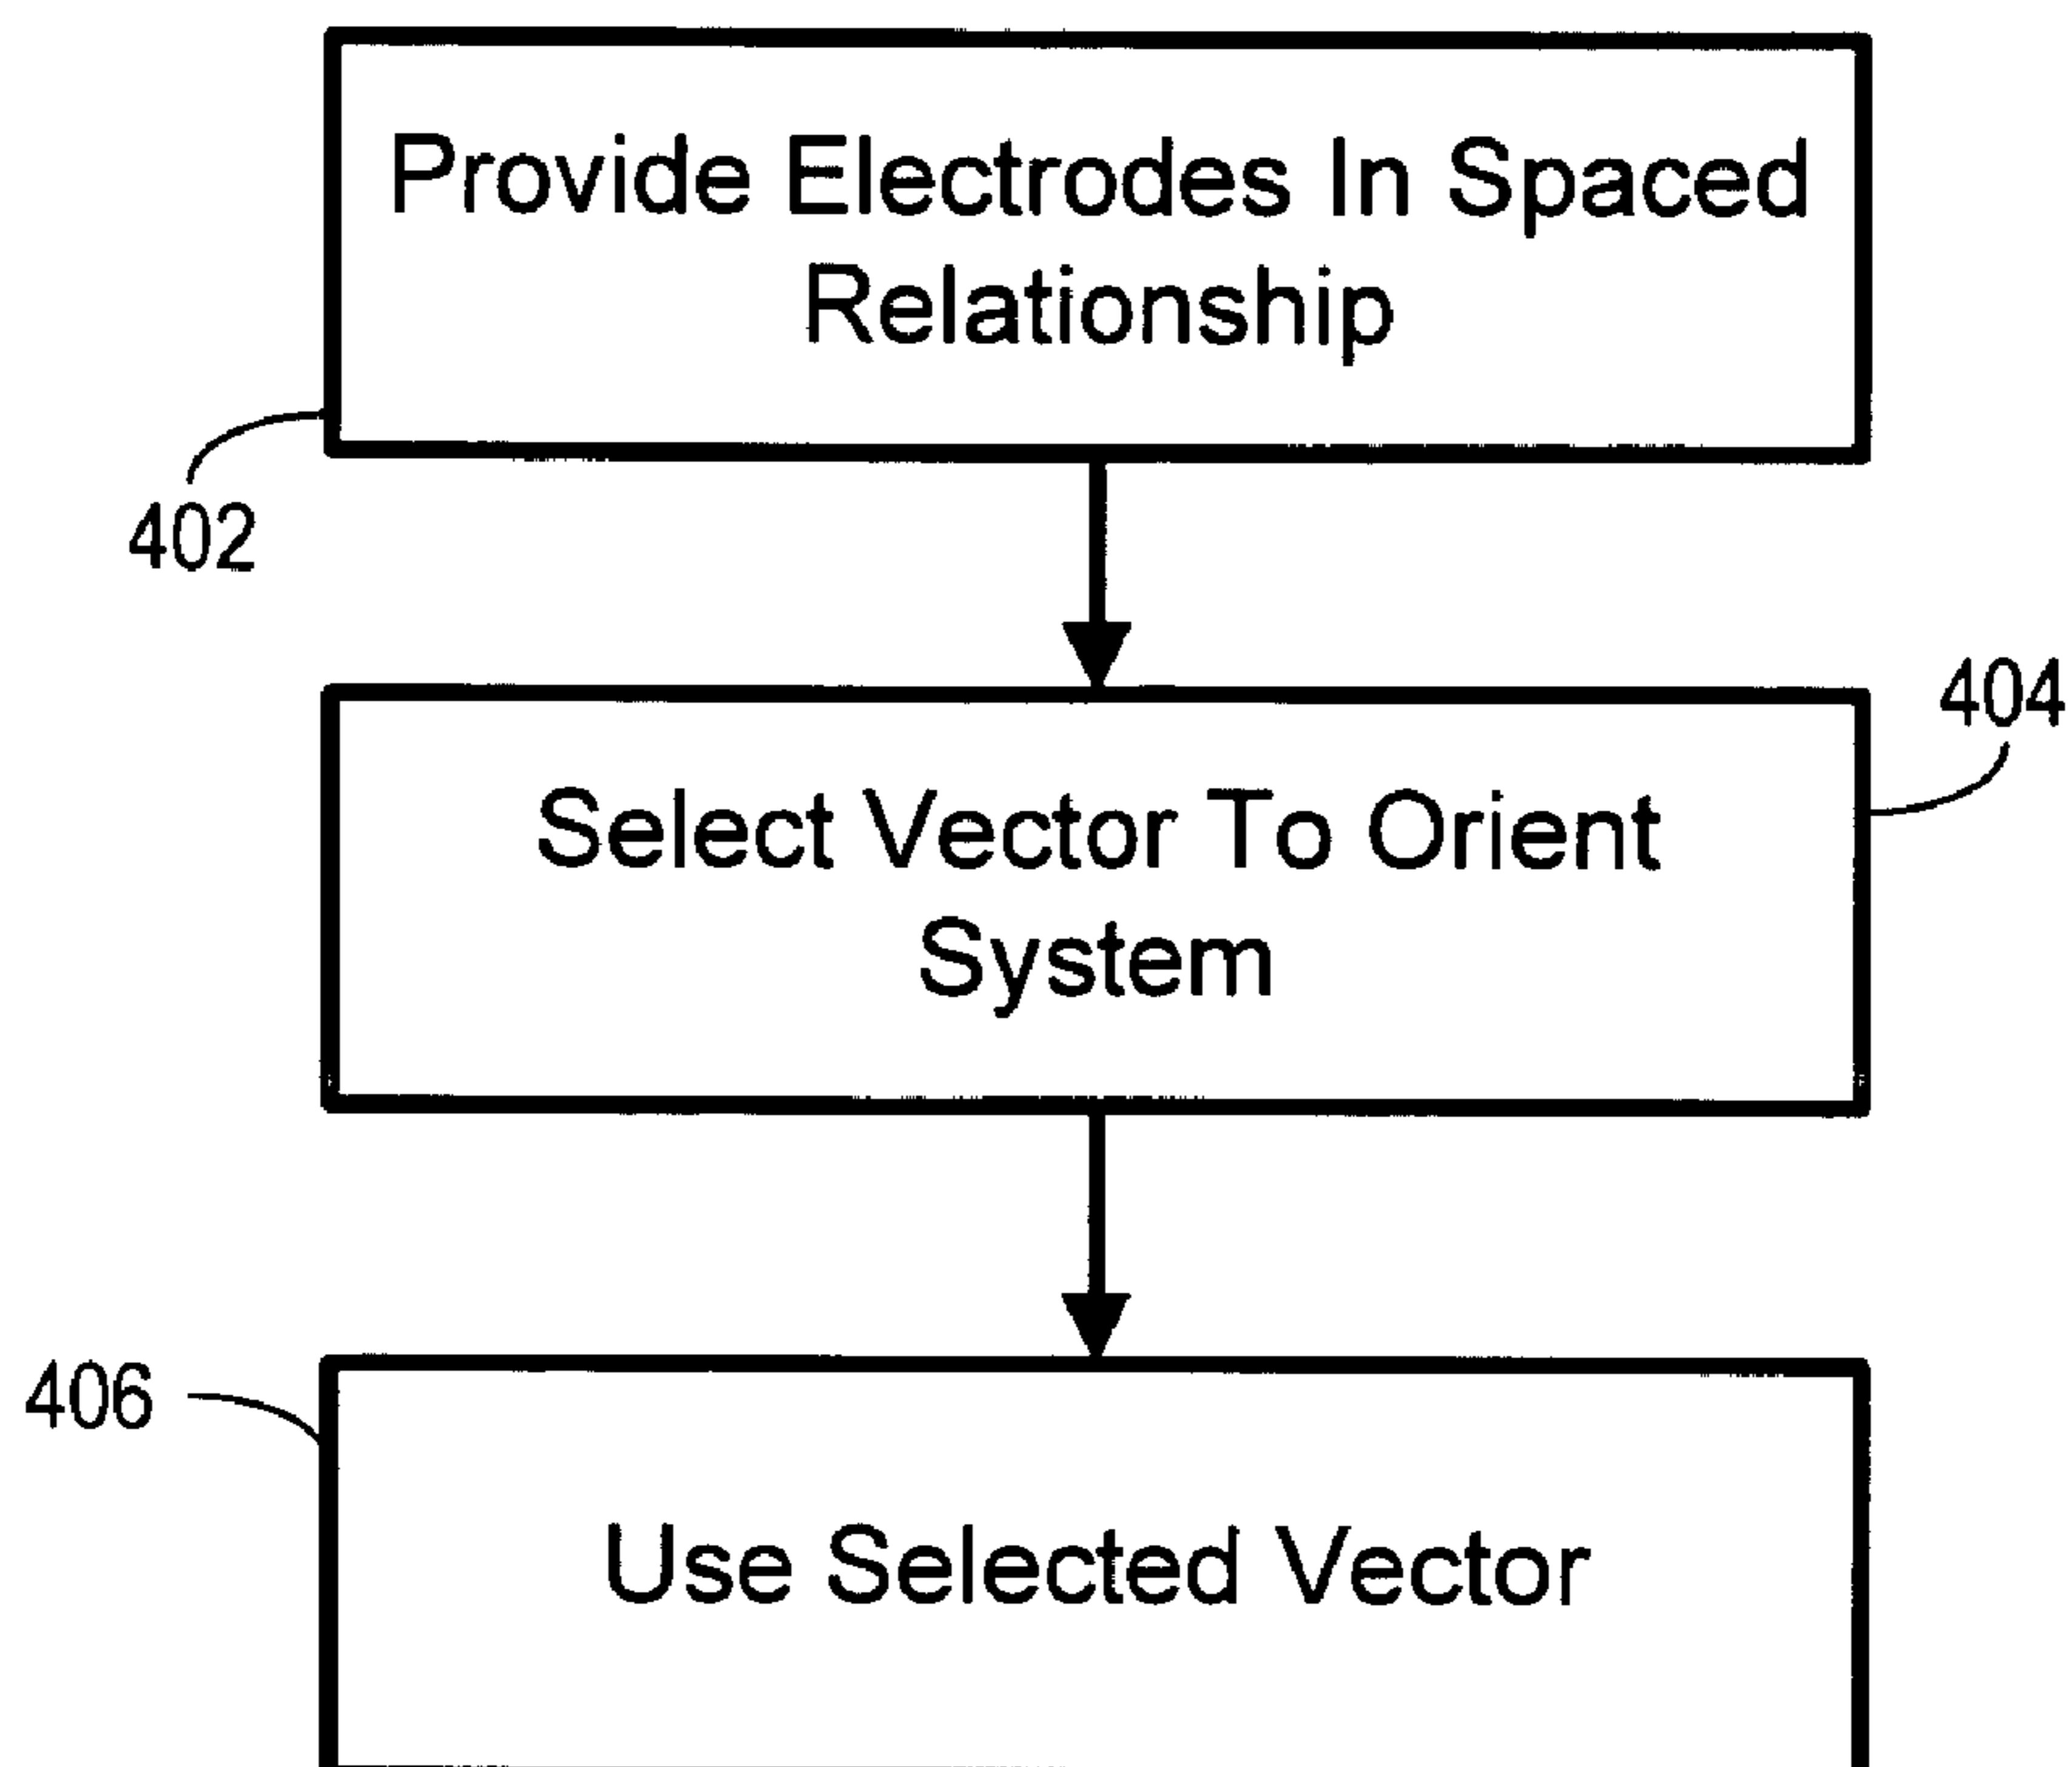 Provide Electrodes In Spaced
Relationship
402
404
Select Vector To Orient
System
406
Use Selected Vector